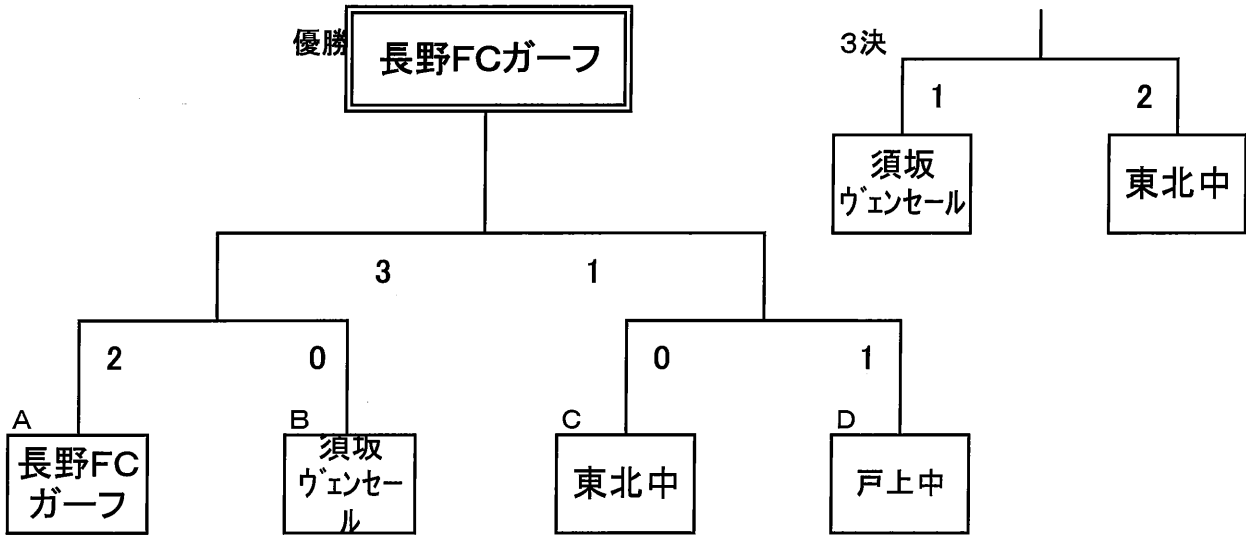 優勝
長野FCガーフ
3決
1 2
須坂
ヴェンセール
東北中
3 1
2 0 0 1
A B C D
長野FC
ガーフ
須坂
ヴェンセー
ル
東北中
戸上中